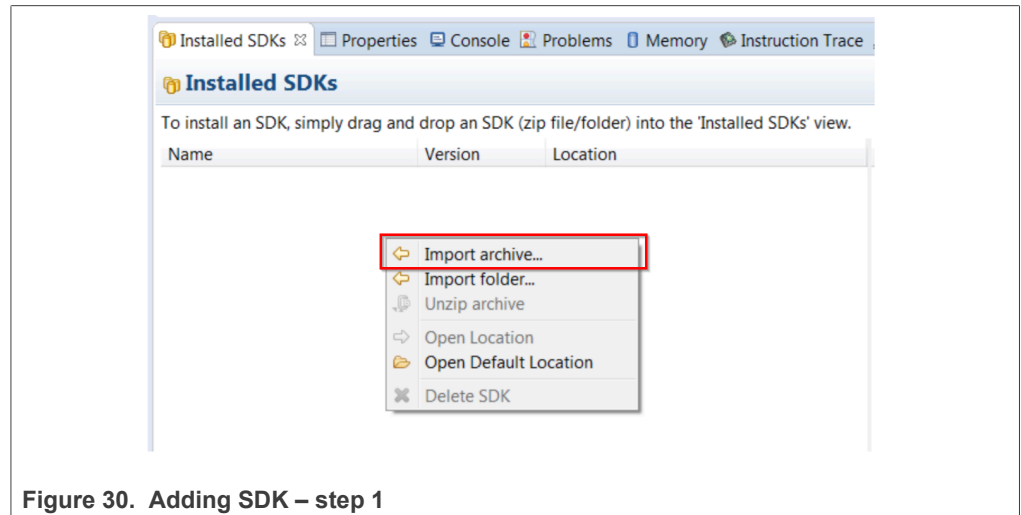 Installed SDKs Properties Console Problems Memory Instruction Trace
Installed SDKs
To install an SDK, simply drag and drop an SDK (zip file/folder) into the 'Installed SDKs' view.
Name Version Location
Import archive...
Import folder...
Unzip archive
Open Location
Open Default Location
Delete SDK
Figure 30. Adding SDK – step 1